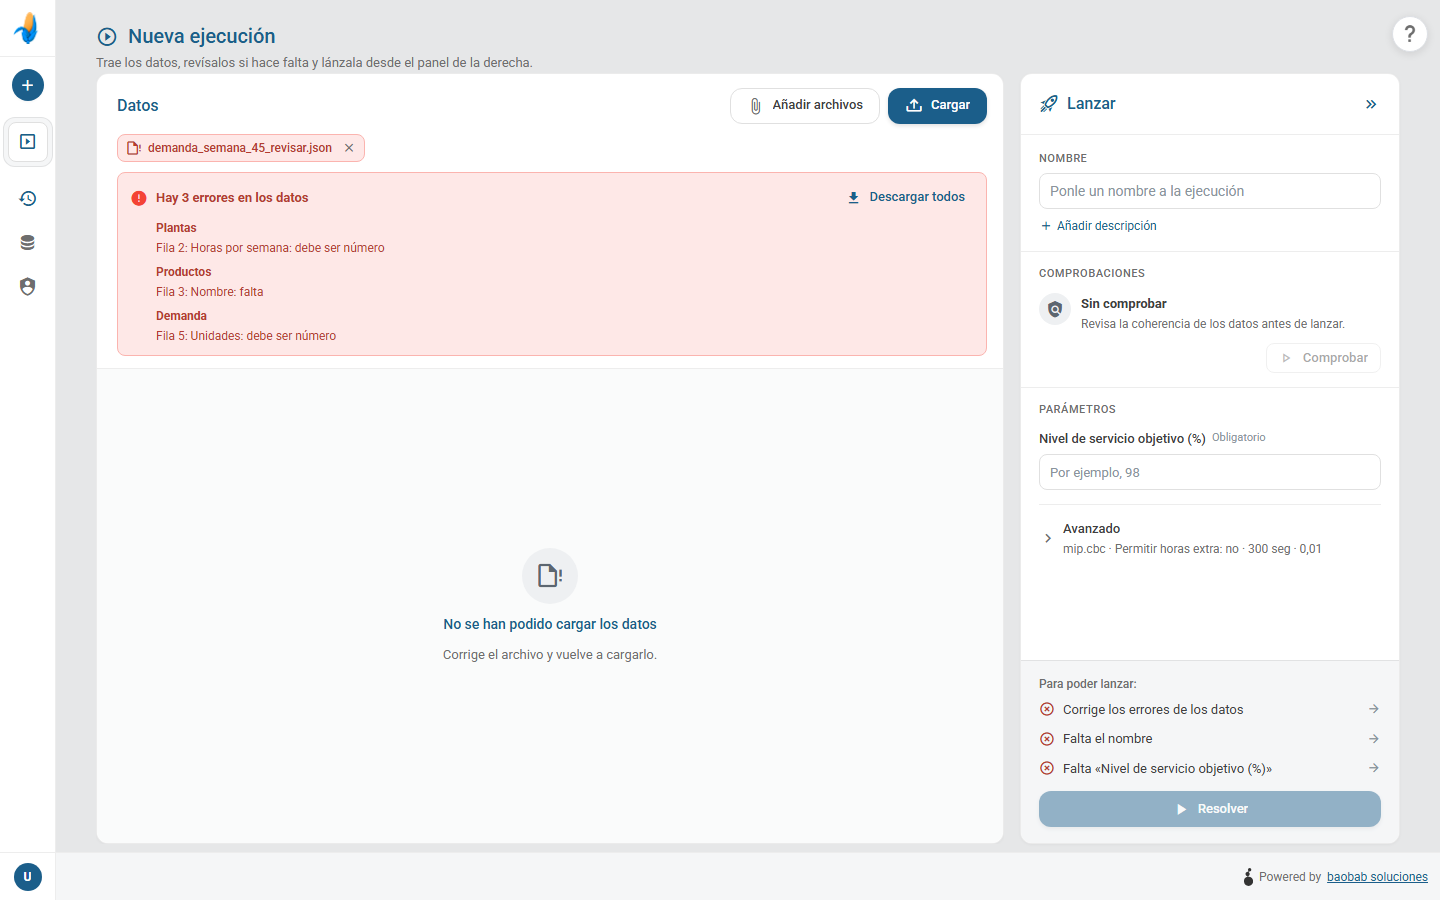 Nueva ejecución
Trae los datos, revísalos si hace falta y lánzala desde el panel de la derecha.
?
Datos
Añadir archivos
Cargar
demanda_semana_45_revisar.json
Hay 3 errores en los datos
Descargar todos
Plantas
Fila 2: Horas por semana: debe ser número
Productos
Fila 3: Nombre: falta
Demanda
Fila 5: Unidades: debe ser número
No se han podido cargar los datos
Corrige el archivo y vuelve a cargarlo.
Lanzar
NOMBRE
Ponle un nombre a la ejecución
+ Añadir descripción
COMPROBACIONES
Sin comprobar
Revisa la coherencia de los datos antes de lanzar.
Comprobar
PARÁMETROS
Nivel de servicio objetivo (%) Obligatorio
Por ejemplo, 98
Avanzado
mip.cbc · Permitir horas extra: no · 300 seg · 0,01
Para poder lanzar:
Corrige los errores de los datos
Falta el nombre
Falta «Nivel de servicio objetivo (%)»
Resolver
U
Powered by baobab soluciones